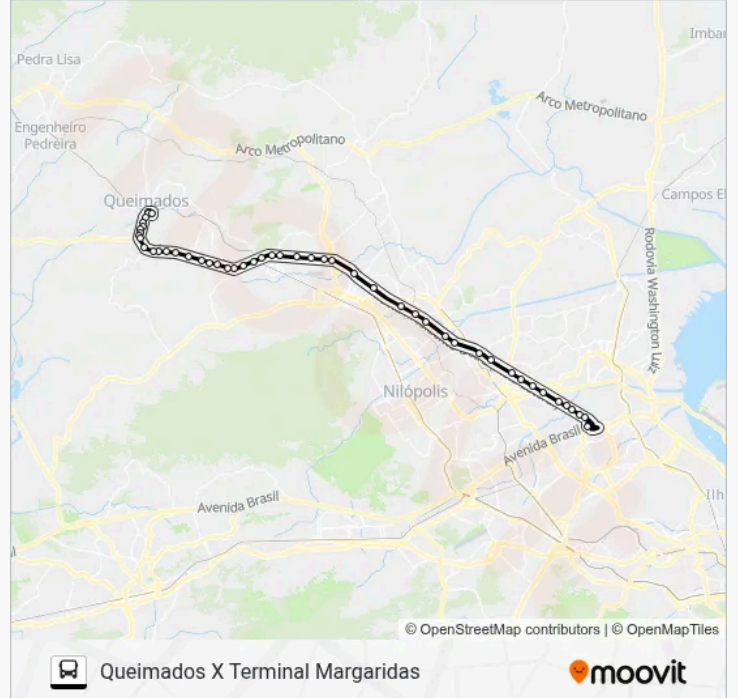 Imbar
Pedra Lisa
Arco Metropolitano
Engenheiro
Pedreira
Arco Metropolitano
Queimados
Campos El
Rodovia Washington Luiz
Nilópolis
Avenida Brasil
Avenida Brasil
Ilh
© OpenStreetMap contributors | © OpenMapTiles
Queimados X Terminal Margaridas
moovit